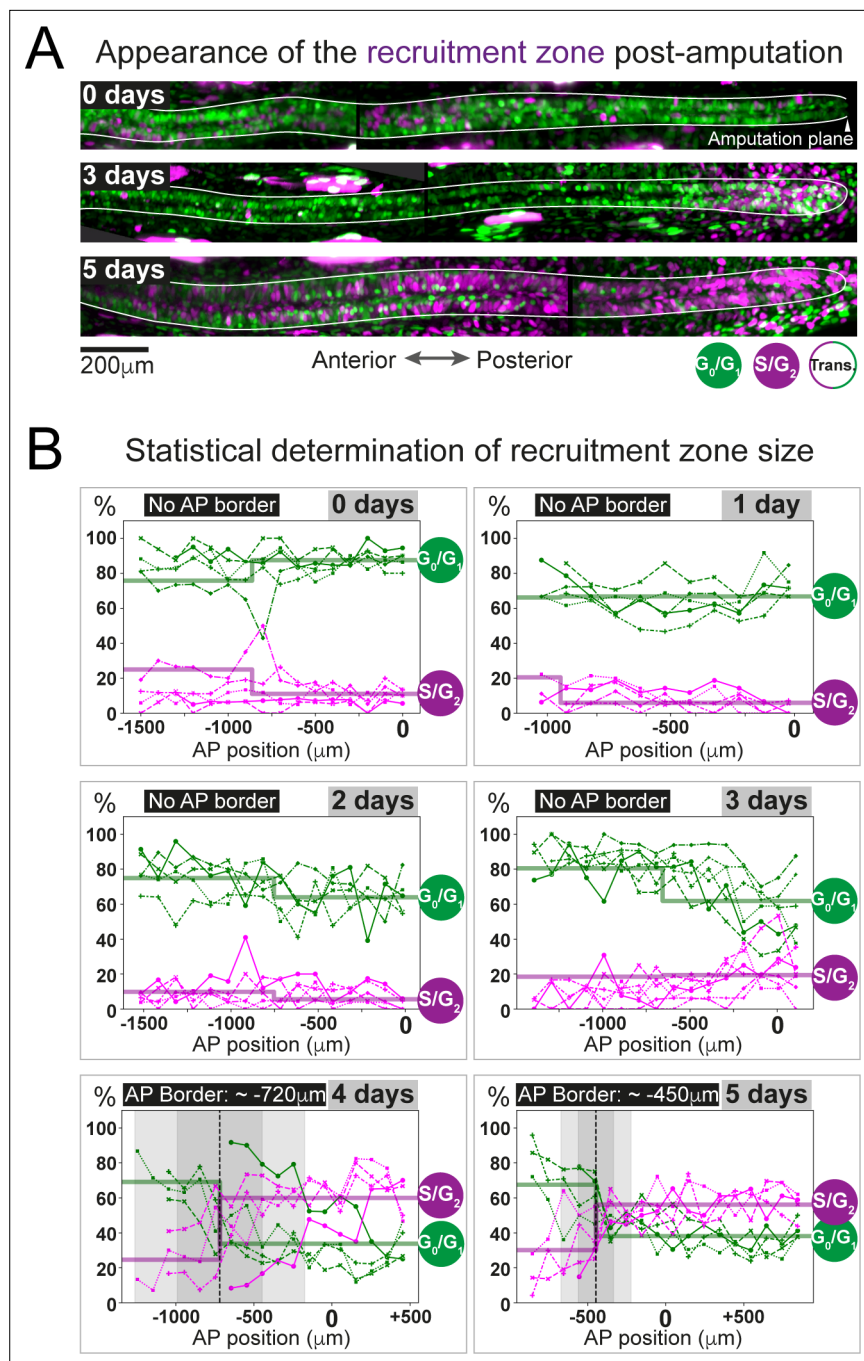 A Appearance of the recruitment zone post-amputation
0 days
Amputation plane
3 days
5 days
200μm
Anterior Posterior
G₀/G₁ S/G₂ Trans.
B Statistical determination of recruitment zone size
% No AP border 0 days
100
80
60
40
20
0
G₀/G₁
S/G₂
-1500 -1000 -500 0
AP position (μm)
% No AP border 1 day
100
80
60
40
20
0
G₀/G₁
S/G₂
-1000 -500 0
AP position (μm)
% No AP border 2 days
100
80
60
40
20
0
G₀/G₁
S/G₂
-1500 -1000 -500 0
AP position (μm)
% No AP border 3 days
100
80
60
40
20
0
G₀/G₁
S/G₂
-1000 -500 0
AP position (μm)
% AP Border: ~ -720μm 4 days
100
80
60
40
20
0
S/G₂
G₀/G₁
-1000 -500 0 +500
AP position (μm)
% AP Border: ~ -450μm 5 days
100
80
60
40
20
0
S/G₂
G₀/G₁
-500 0 +500
AP position (μm)